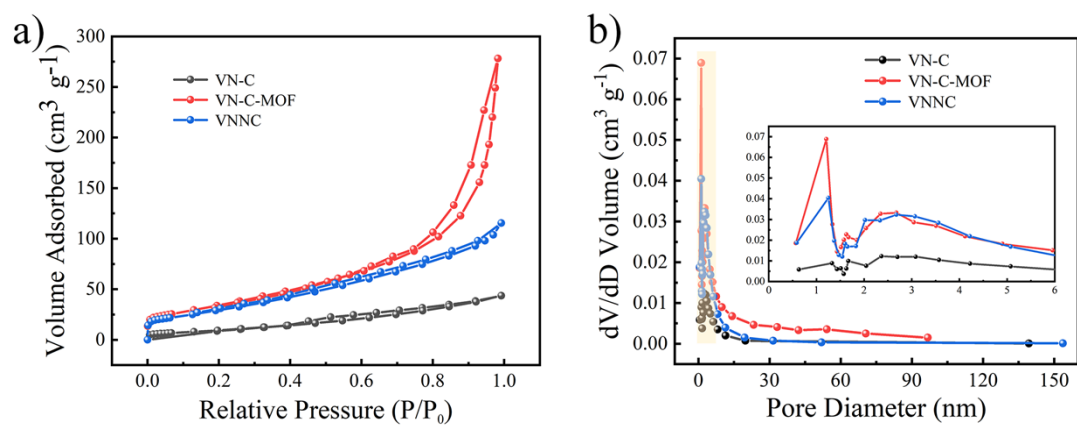 a)
300
250
200
150
100
50
0
Volume Adsorbed (cm³ g-1)
VN-C
VN-C-MOF
VNNC
0.0 0.2 0.4 0.6 0.8 1.0
Relative Pressure (P/P₀)
b)
0.07
0.06
0.05
0.04
0.03
0.02
0.01
0.00
dV/dD Volume (cm³ g-1)
VN-C
VN-C-MOF
VNNC
0.07
0.06
0.05
0.04
0.03
0.02
0.01
0.00
0 1 2 3 4 5 6
0 30 60 90 120 150
Pore Diameter (nm)